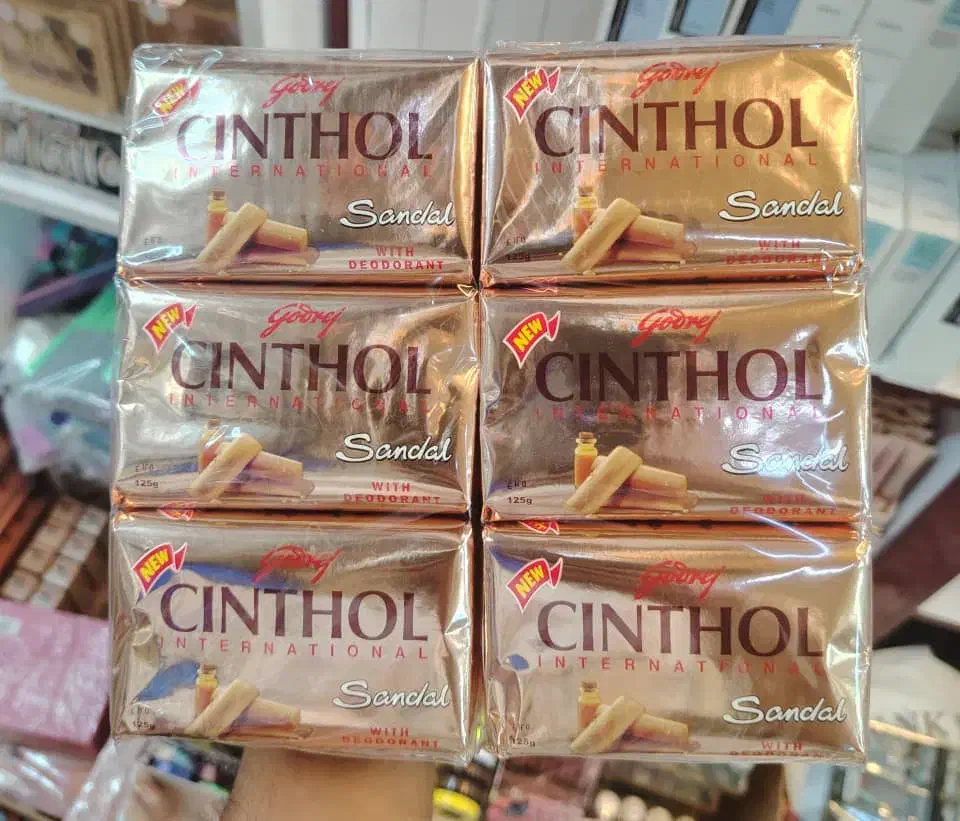 NEW
Godrej
CINTHOL
INTERNATIONAL
Sandal
WITH
DEODORANT
NEW
Godrej
CINTHOL
INTERNATIONAL
Sandal
125g
WITH
DEODORANT
NEW
Godrej
CINTHOL
INTERNATIONAL
Sandal
125g
WITH
DEODORANT
NEW
Godrej
CINTHOL
INTERNATIONAL
Sandal
125g
WITH
DEODORANT
NEW
Godrej
CINTHOL
INTERNATIONAL
Sandal
125g
WITH
DEODORANT
NEW
Godrej
CINTHOL
INTERNATIONAL
Sandal
125g
WITH
DEODORANT